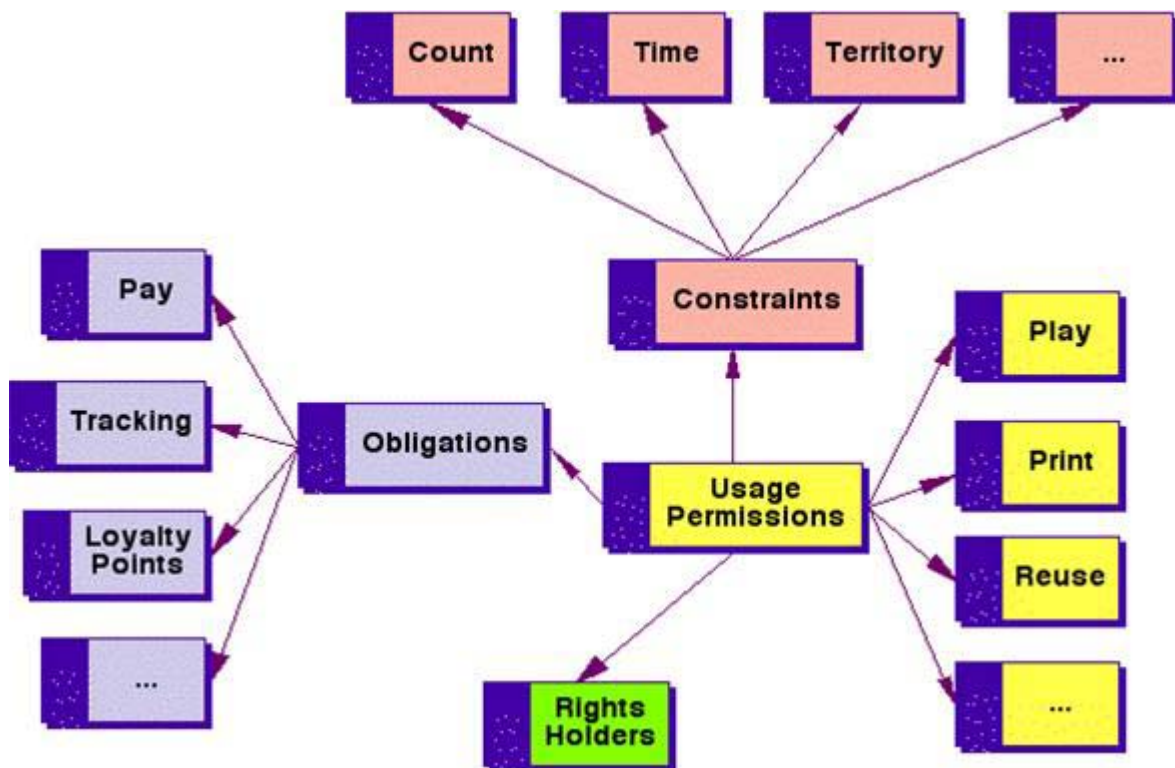 Count
Time
Territory
...
Constraints
Pay
Play
Tracking
Obligations
Print
Usage
Permissions
Loyalty
Points
Reuse
...
...
Rights
Holders